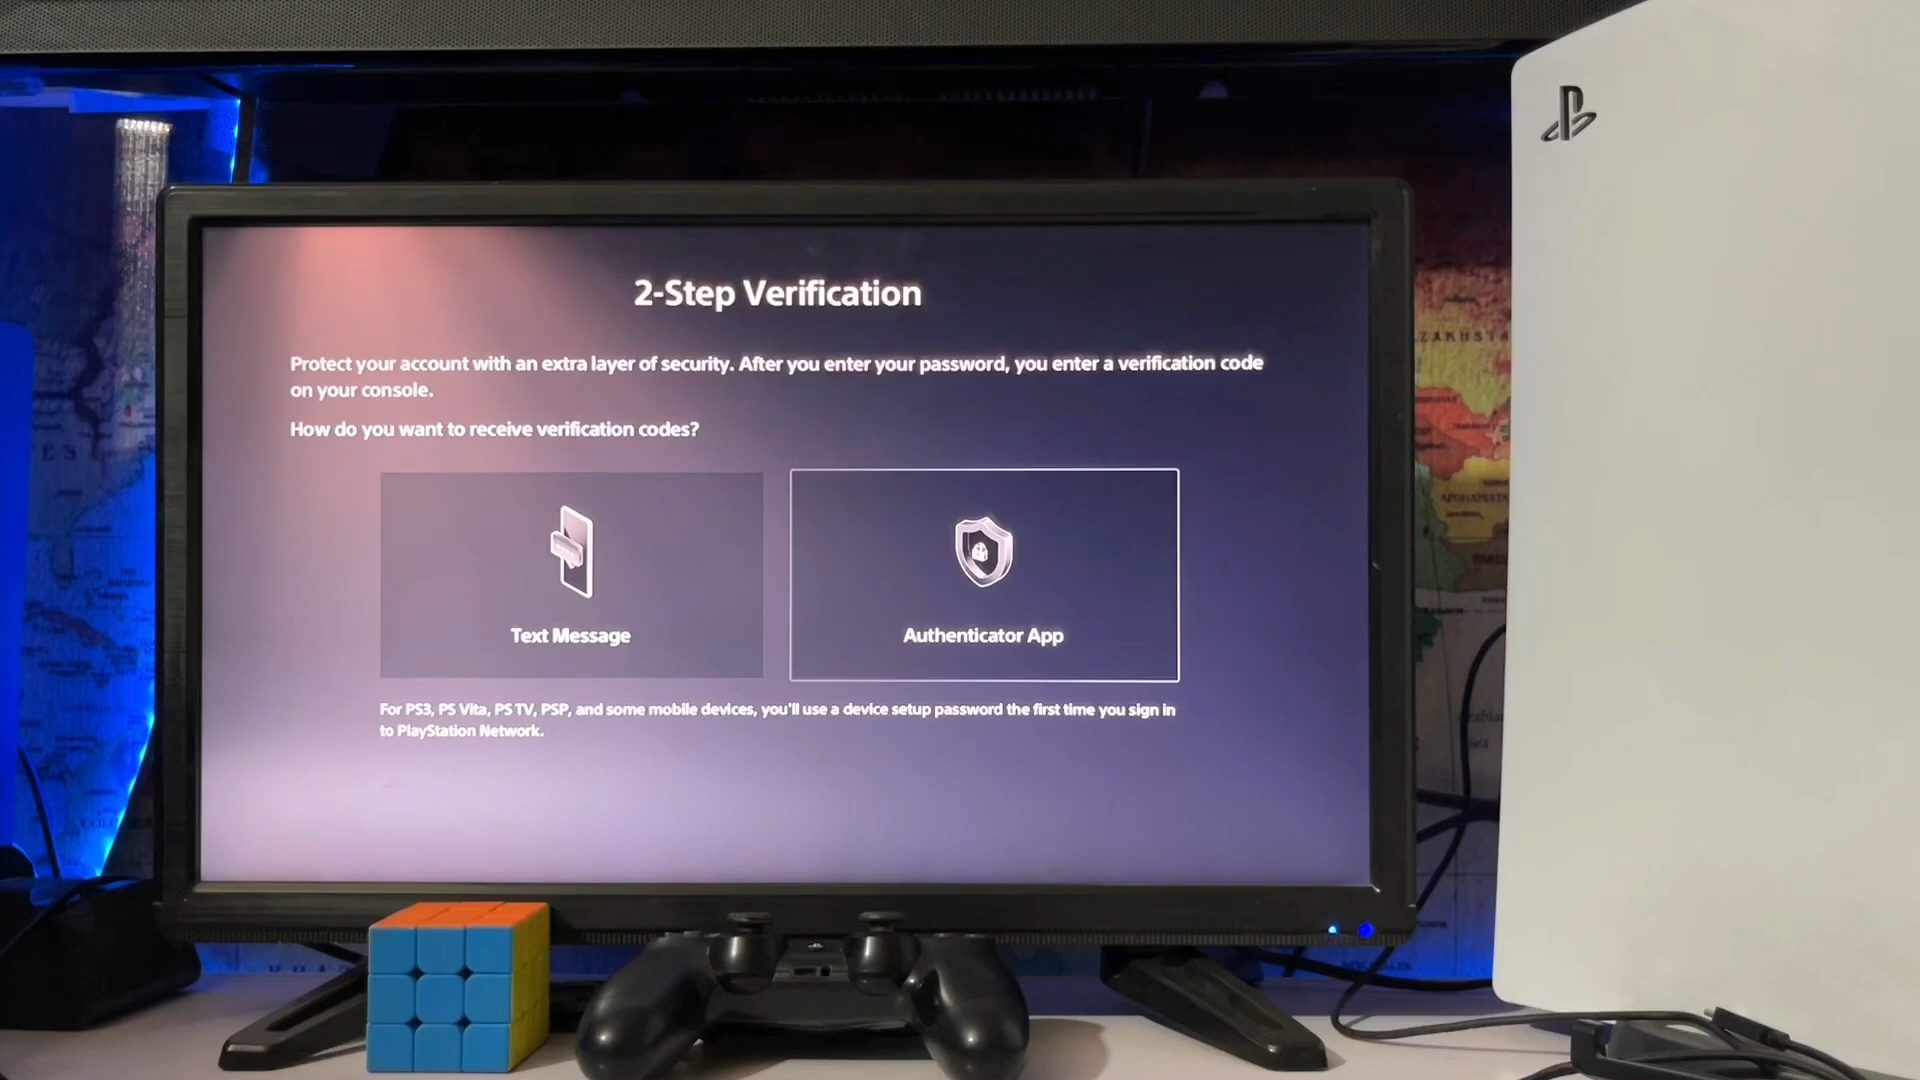 2-Step Verification
Protect your account with an extra layer of security. After you enter your password, you enter a verification code
on your console.
How do you want to receive verification codes?
Text Message
Authenticator App
For PS3, PS Vita, PS TV, PSP, and some mobile devices, you'll use a device setup password the first time you sign in
to PlayStation Network.